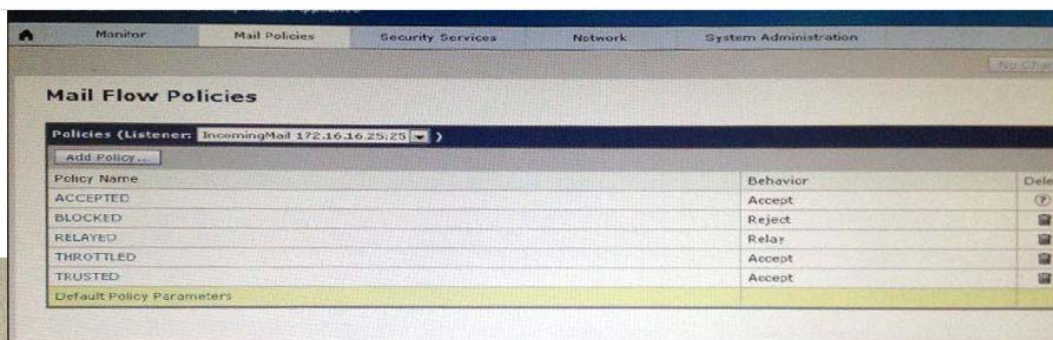 Monitor Mail Policies Security Services Network System Administration
Mail Flow Policies
Policies (Listener: IncomingMail 172.16.16.25:25 )
Add Policy...
Policy Name Behavior Dele
ACCEPTED Accept ?
BLOCKED Reject
RELAYED Relay
THROTTLED Accept
TRUSTED Accept
Default Policy Parameters